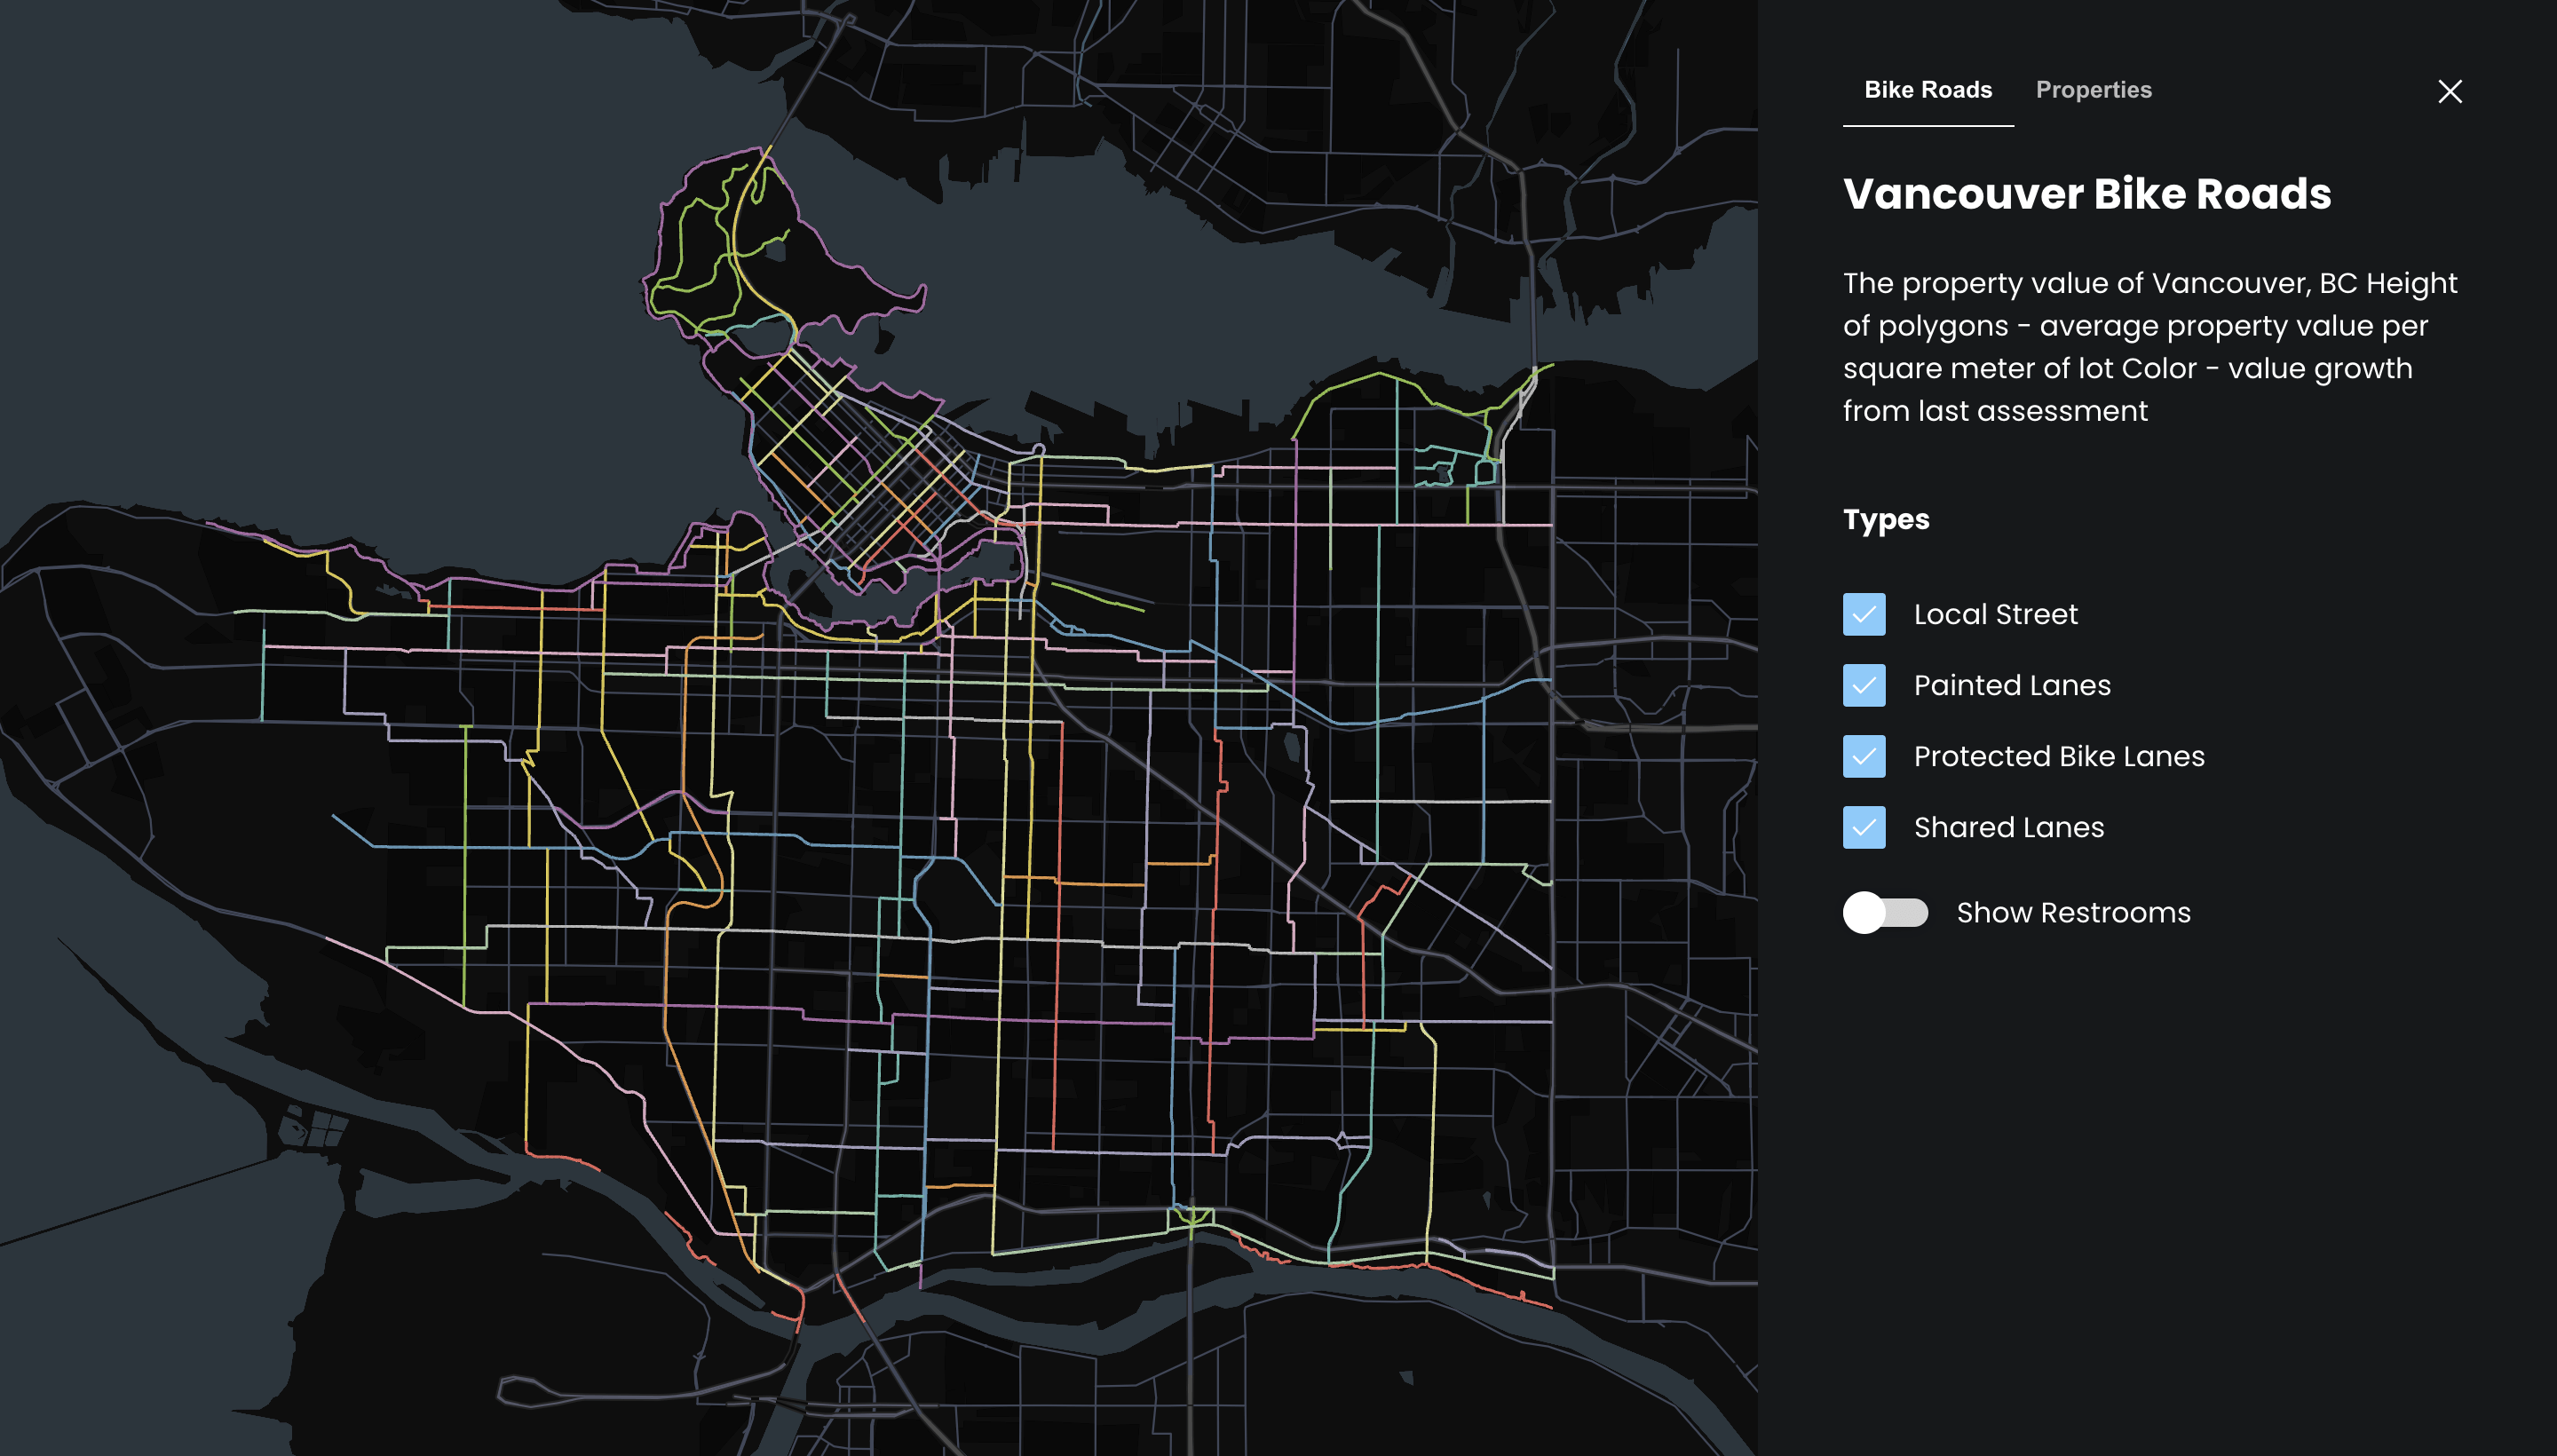 Bike Roads
Properties
Vancouver Bike Roads
The property value of Vancouver, BC Height
of polygons - average property value per
square meter of lot Color - value growth
from last assessment
Types
Local Street
Painted Lanes
Protected Bike Lanes
Shared Lanes
Show Restrooms